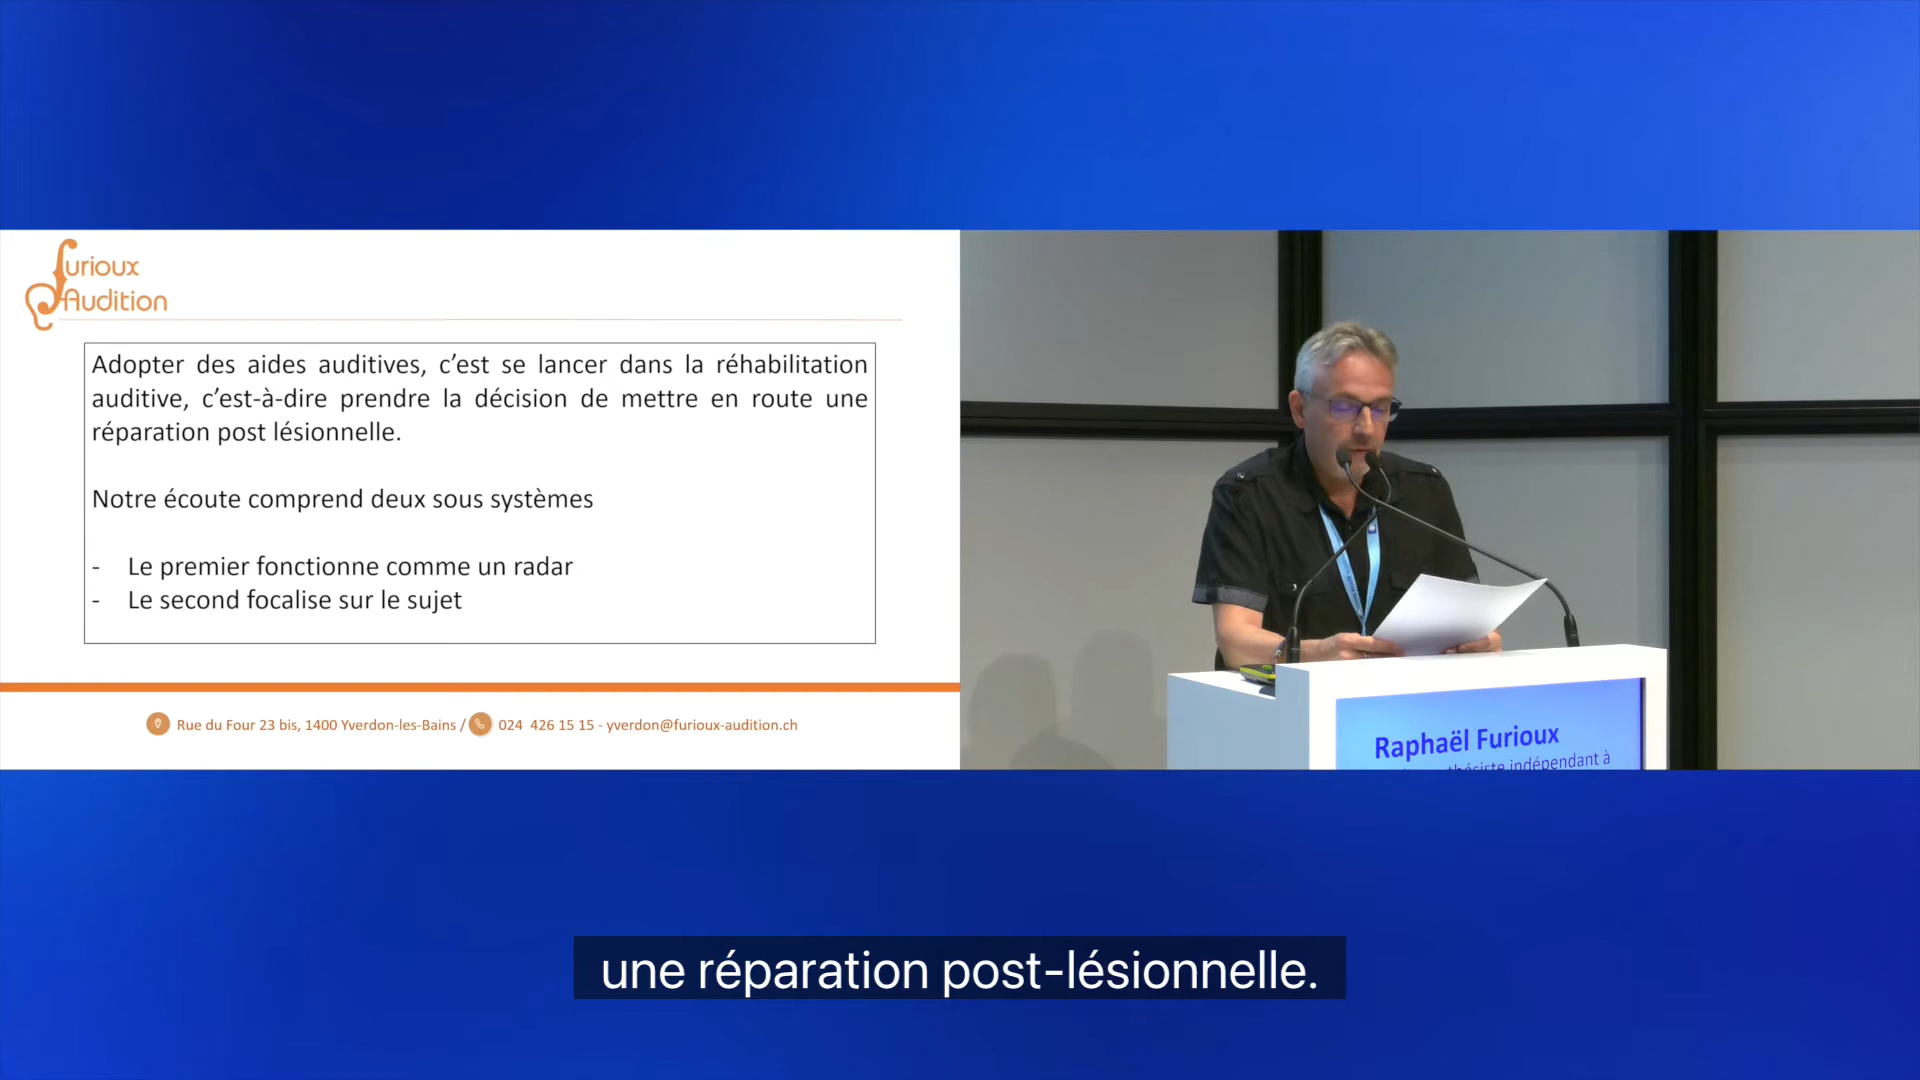 Furioux
Audition
Adopter des aides auditives, c’est se lancer dans la réhabilitation
auditive, c’est-à-dire prendre la décision de mettre en route une
réparation post lésionnelle.
Notre écoute comprend deux sous systèmes
- Le premier fonctionne comme un radar
- Le second focalise sur le sujet
Rue du Four 23 bis, 1400 Yverdon-les-Bains / 024 426 15 15 - yverdon@furioux-audition.ch
Raphaël Furioux
indépendant à
une réparation post-lésionnelle.